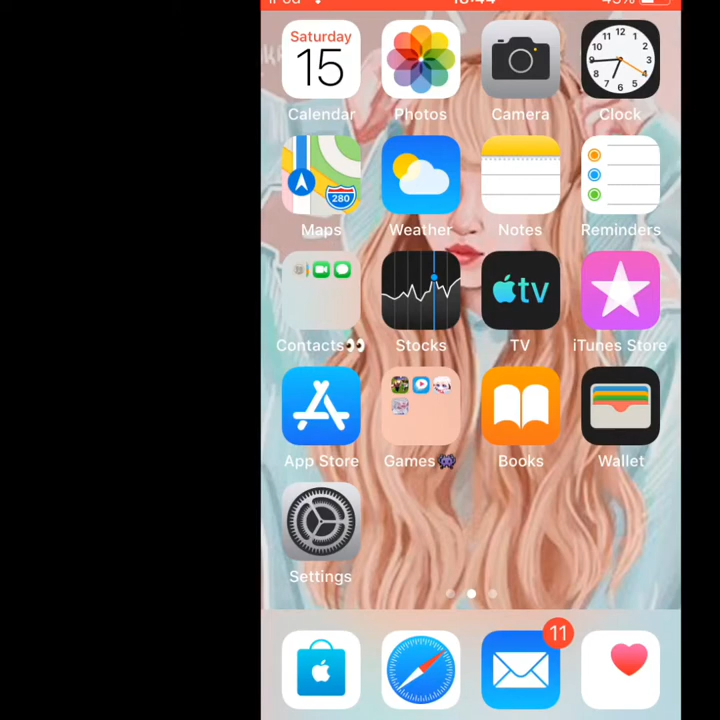 Saturday
15
Calendar Photos Camera Clock
280
Maps Weather Notes Reminders
tv
Contacts👀 Stocks TV iTunes Store
App Store Games👾 Books Wallet
Settings
11